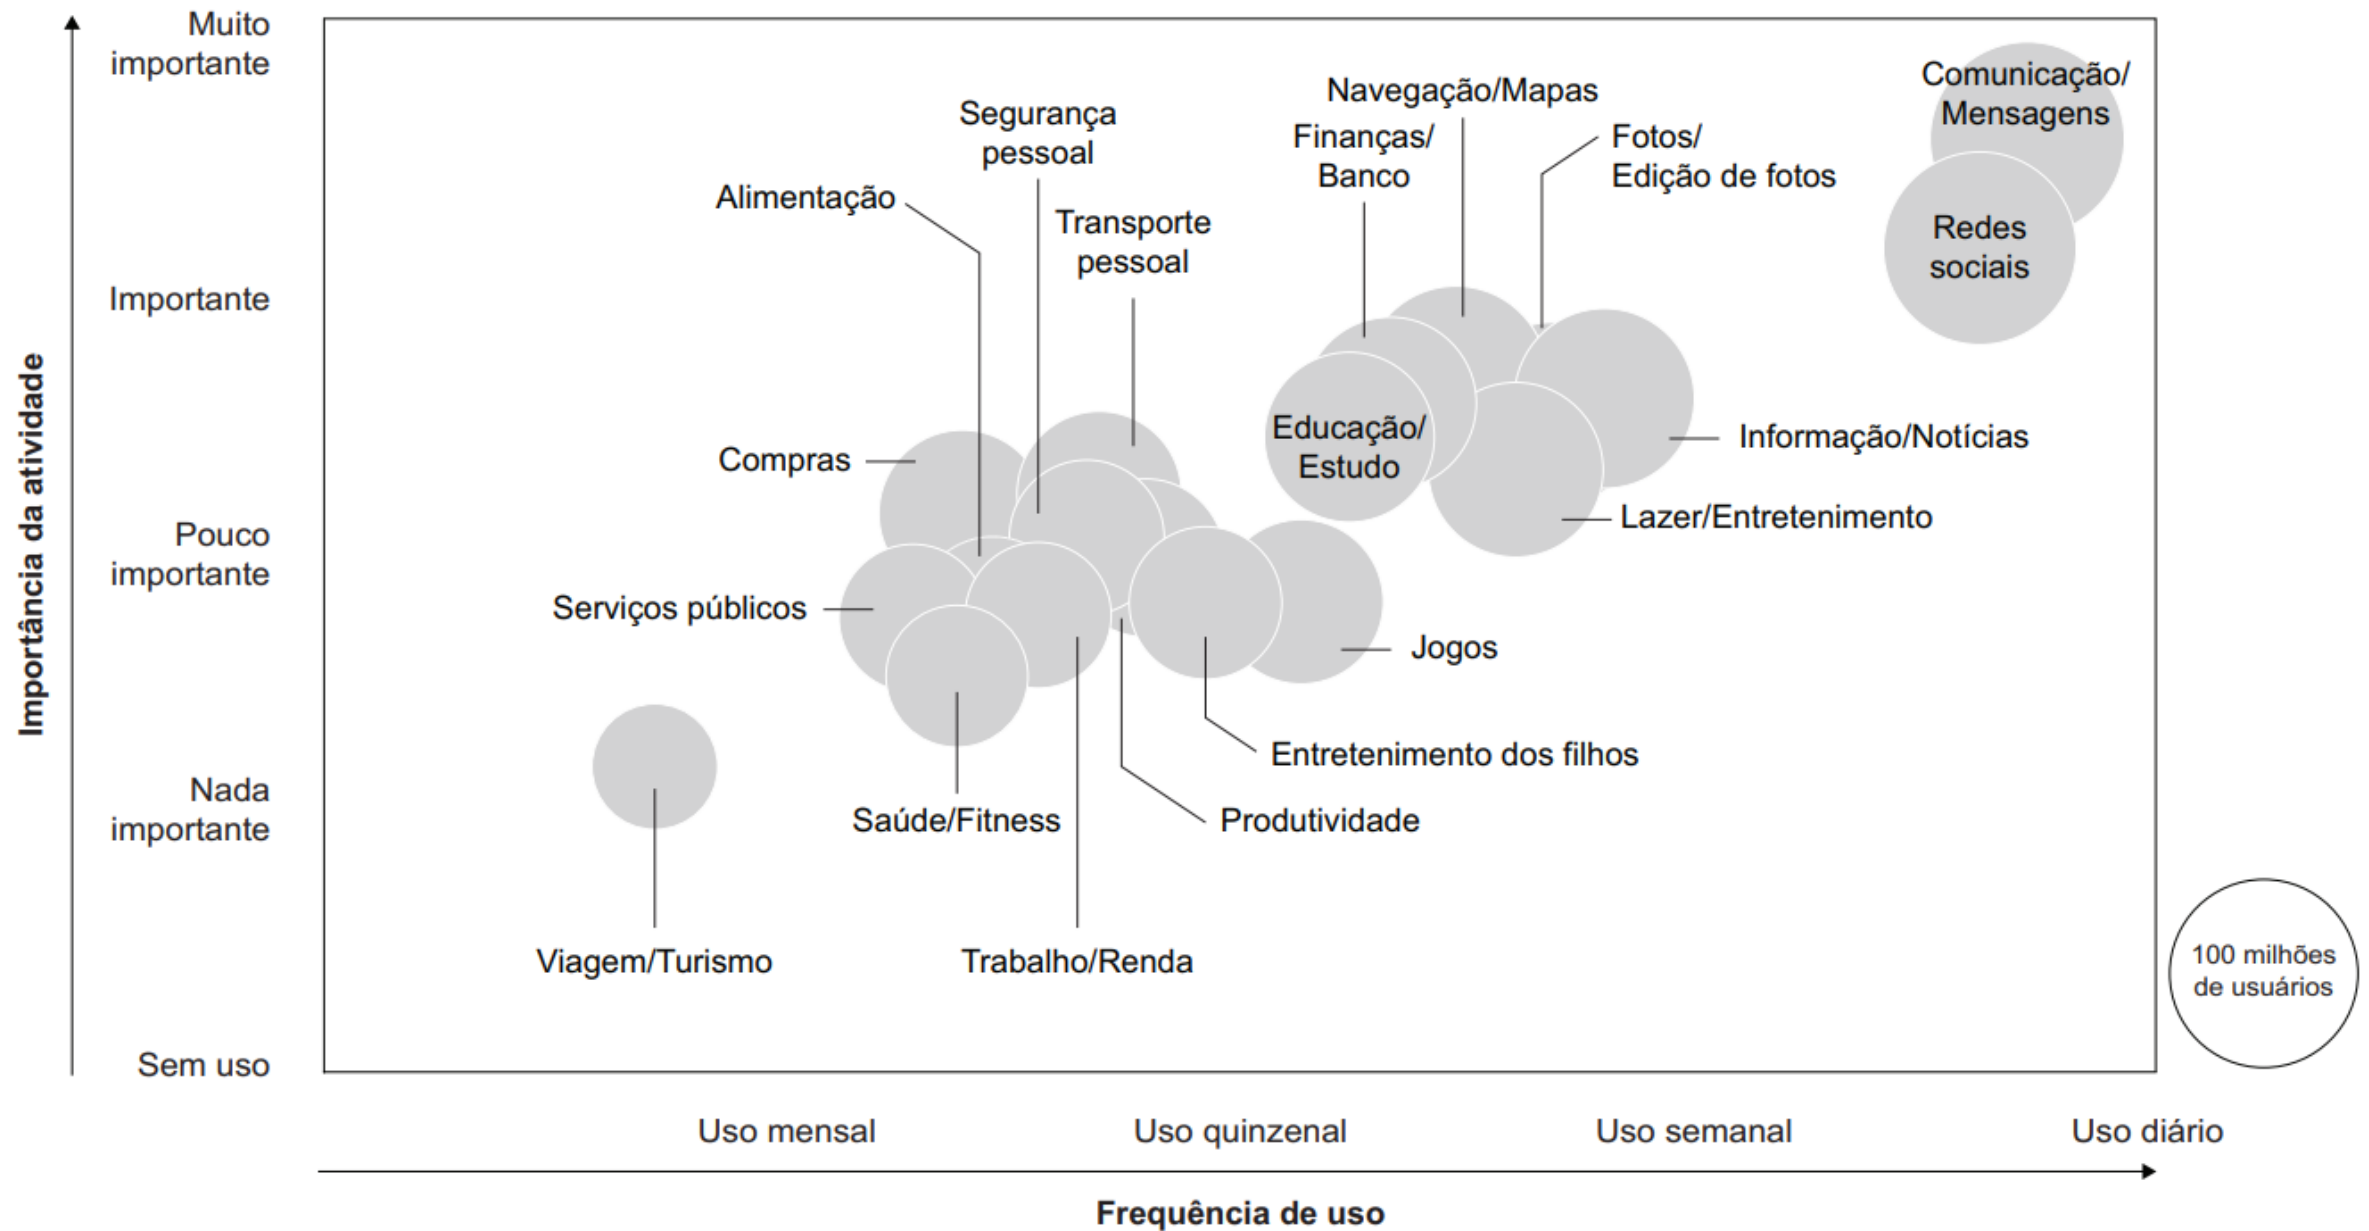 Muito
importante
Importante
Pouco
importante
Nada
importante
Sem uso
Importância da atividade
Comunicação/
Mensagens
Redes
sociais
Navegação/Mapas
Finanças/
Banco
Fotos/
Edição de fotos
Segurança
pessoal
Alimentação
Transporte
pessoal
Compras
Educação/
Estudo
Informação/Notícias
Lazer/Entretenimento
Serviços públicos
Jogos
Entretenimento dos filhos
Saúde/Fitness
Produtividade
Viagem/Turismo
Trabalho/Renda
100 milhões
de usuários
Uso mensal
Uso quinzenal
Uso semanal
Uso diário
Frequência de uso